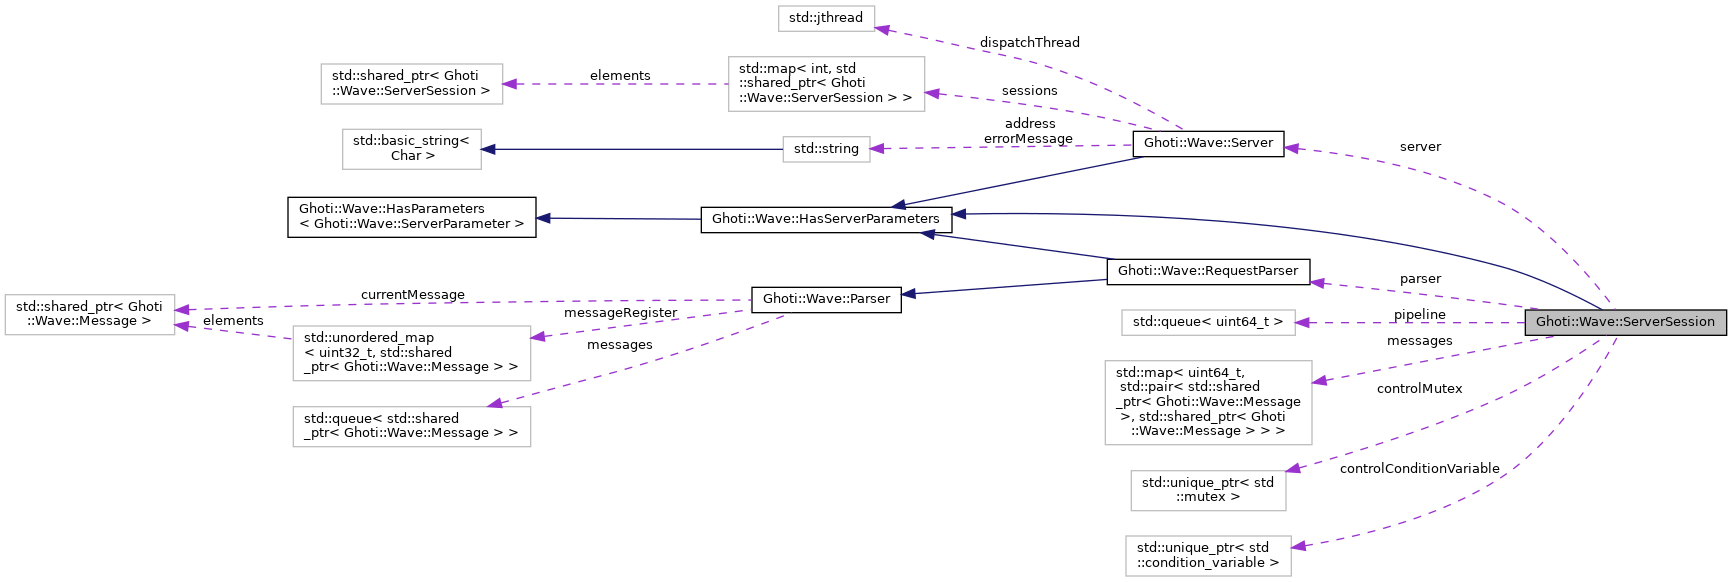 std::jthread
dispatchThread
std::shared_ptr< Ghoti
::Wave::ServerSession >
elements
std::map< int, std
::shared_ptr< Ghoti
::Wave::ServerSession > >
sessions
address
errorMessage
std::basic_string<
Char >
std::string
Ghoti::Wave::Server
server
Ghoti::Wave::HasParameters
< Ghoti::Wave::ServerParameter >
Ghoti::Wave::HasServerParameters
Ghoti::Wave::RequestParser
parser
std::shared_ptr< Ghoti
::Wave::Message >
currentMessage
elements
Ghoti::Wave::Parser
messageRegister
messages
std::unordered_map
< uint32_t, std::shared
_ptr< Ghoti::Wave::Message > >
std::queue< std::shared
_ptr< Ghoti::Wave::Message > >
std::queue< uint64_t >
pipeline
Ghoti::Wave::ServerSession
messages
std::map< uint64_t,
std::pair< std::shared
_ptr< Ghoti::Wave::Message
>, std::shared_ptr< Ghoti
::Wave::Message > > >
controlMutex
std::unique_ptr< std
::mutex >
controlConditionVariable
std::unique_ptr< std
::condition_variable >